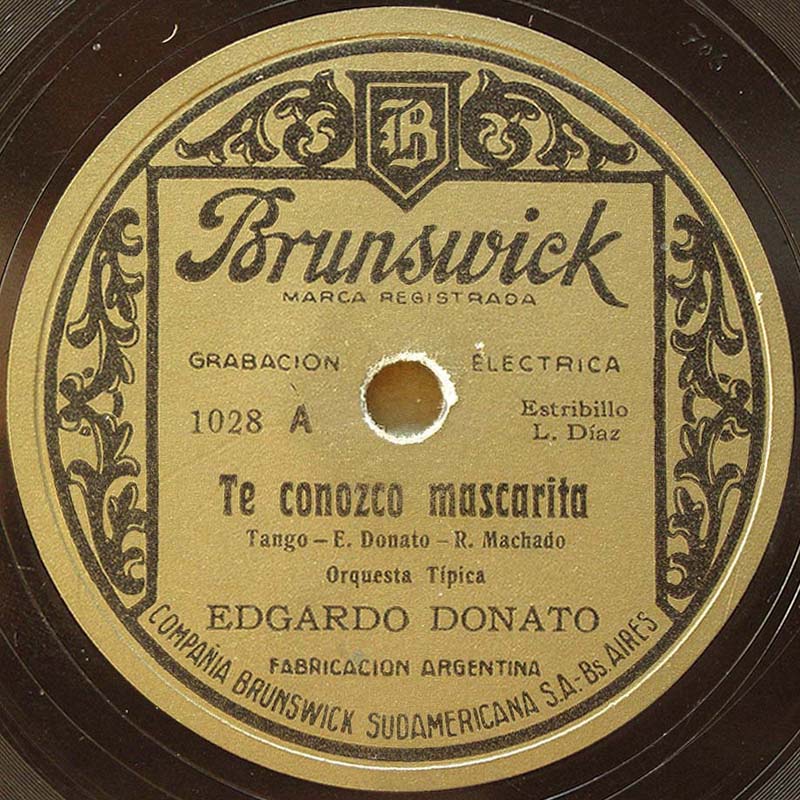 B
Brunswick
MARCA REGISTRADA
GRABACION ELECTRICA
1028 A
Estribillo
L. Díaz
Te conozco mascarita
Tango – E. Donato – R. Machado
Orquesta Típica
EDGARDO DONATO
FABRICACION ARGENTINA
COMPAÑIA BRUNSWICK SUDAMERICANA S.A.- Bs. AIRES